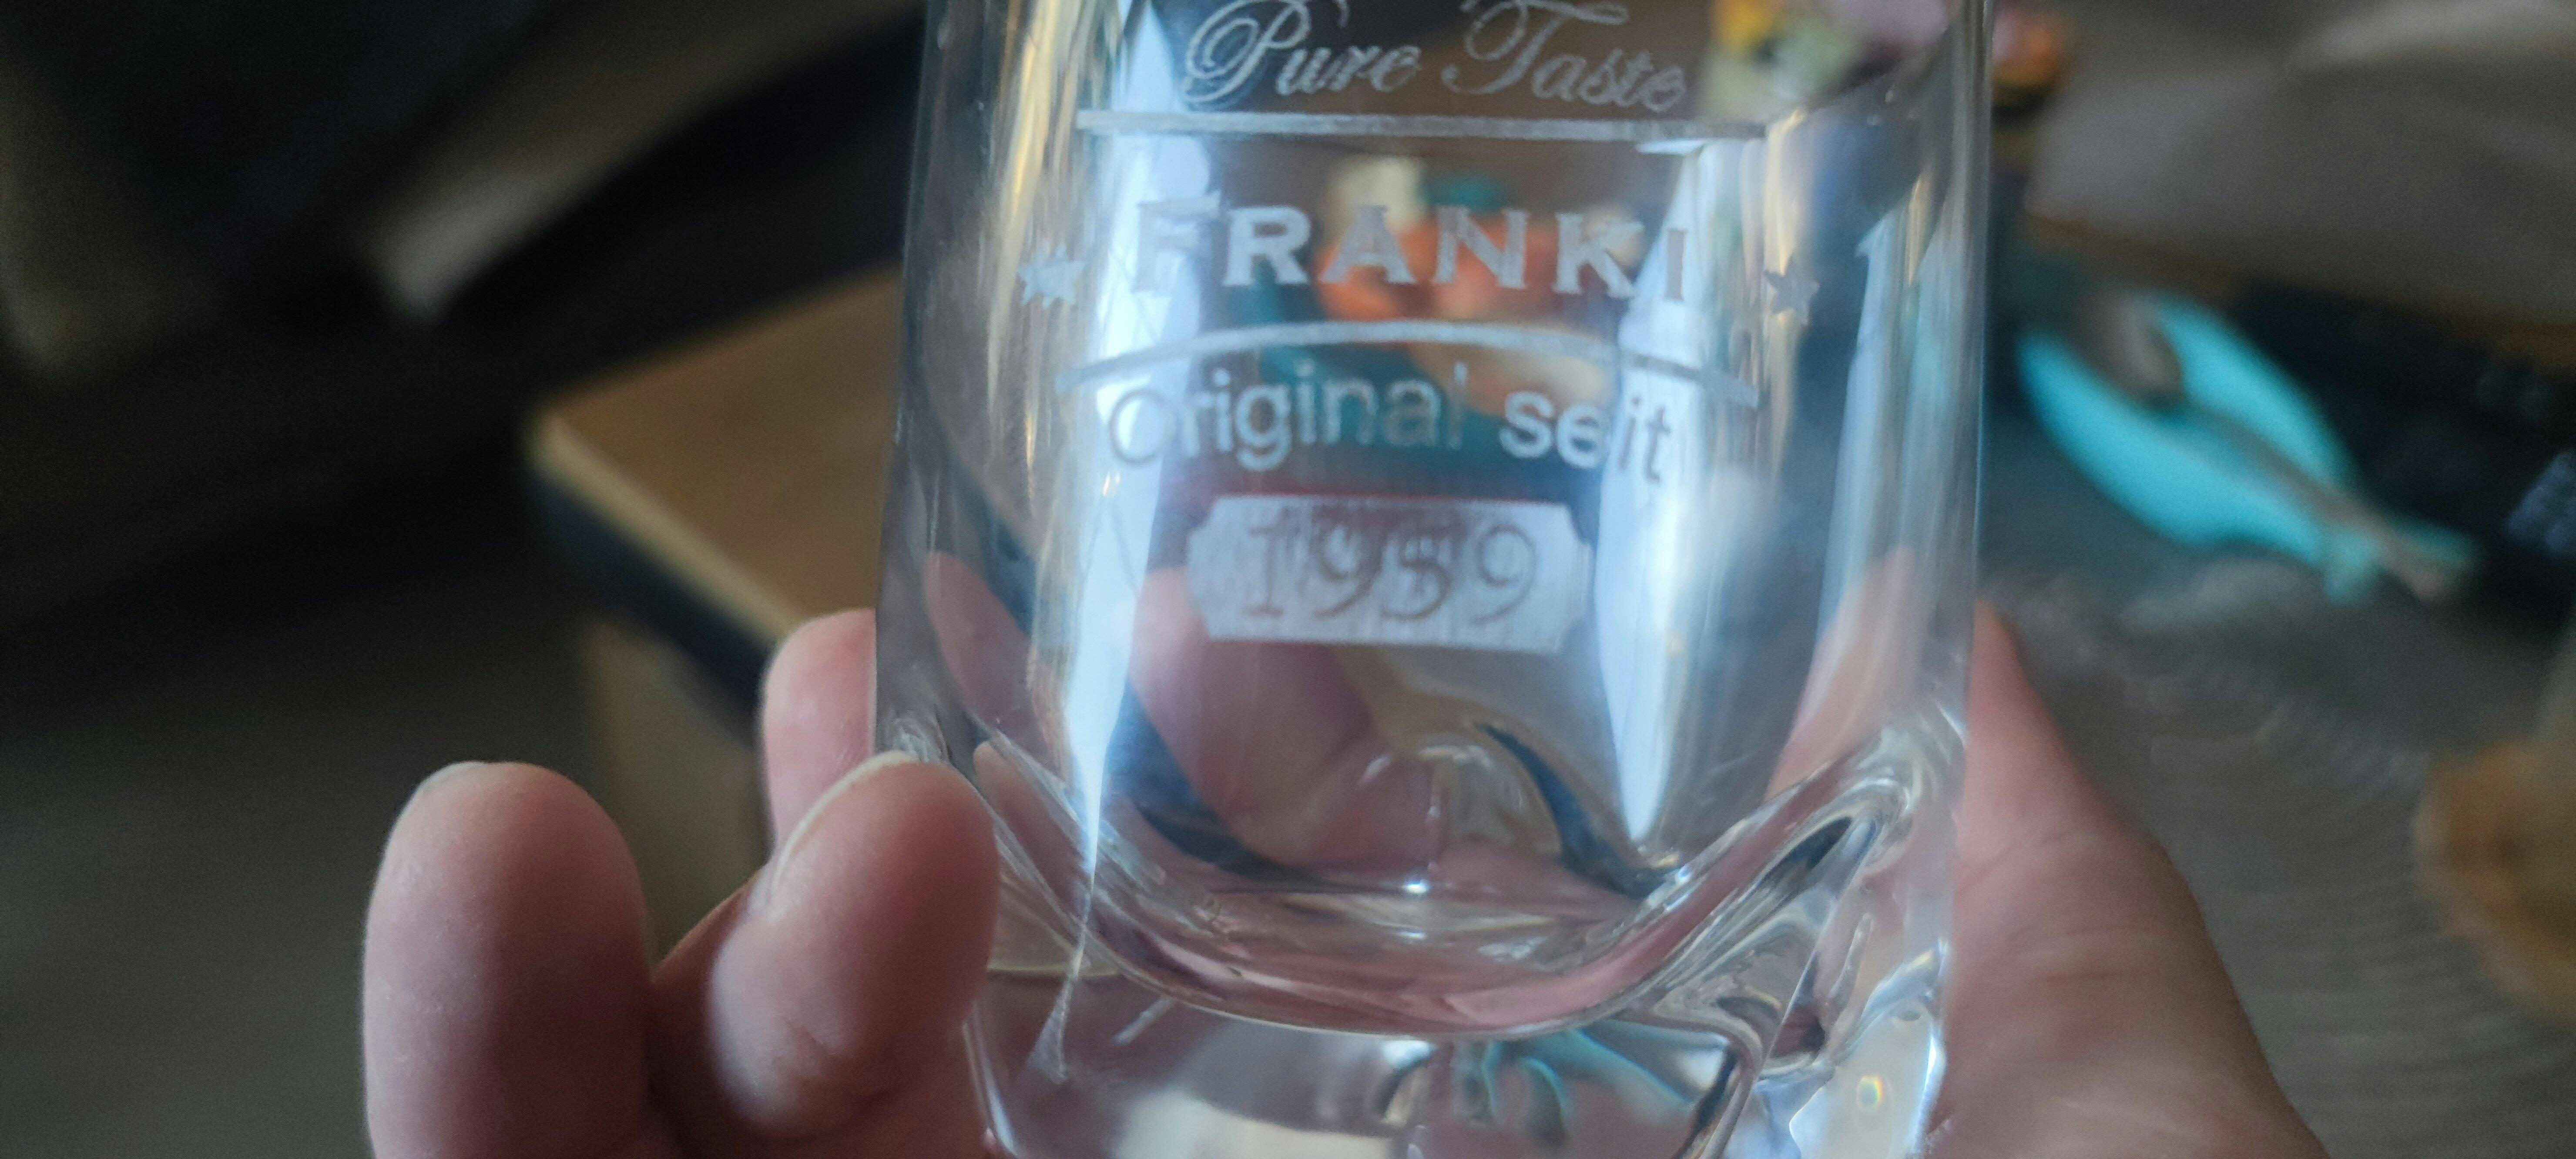 Pure Taste
FRANKI
Original seit
1959